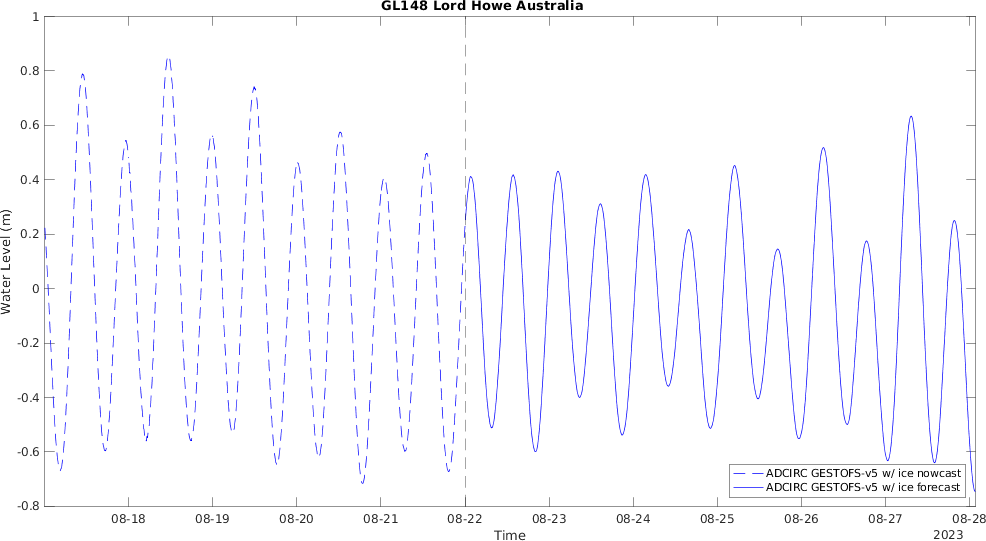 GL148 Lord Howe Australia
1
0.8
0.6
0.4
0.2
0
-0.2
-0.4
-0.6
-0.8
Water Level (m)
ADCIRC GESTOFS-v5 w/ ice nowcast
ADCIRC GESTOFS-v5 w/ ice forecast
08-18 08-19 08-20 08-21 08-22 08-23 08-24 08-25 08-26 08-27 08-28
Time
2023